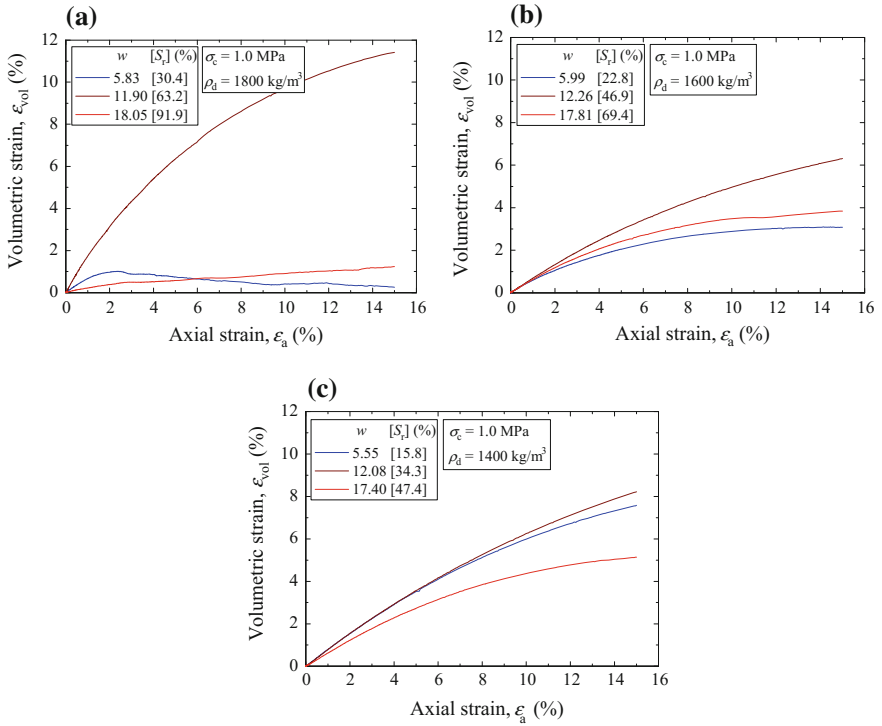 (a)
12
10
8
6
4
2
0
0 2 4 6 8 10 12 14 16
Volumetric strain, εvol (%)
Axial strain, εa (%)
w [Sr] (%)
5.83 [30.4]
11.90 [63.2]
18.05 [91.9]
σc = 1.0 MPa
ρd = 1800 kg/m³
(b)
12
10
8
6
4
2
0
0 2 4 6 8 10 12 14 16
Volumetric strain, εvol (%)
Axial strain, εa (%)
w [Sr] (%)
5.99 [22.8]
12.26 [46.9]
17.81 [69.4]
σc = 1.0 MPa
ρd = 1600 kg/m³
(c)
12
10
8
6
4
2
0
0 2 4 6 8 10 12 14 16
Volumetric strain, εvol (%)
Axial strain, εa (%)
w [Sr] (%)
5.55 [15.8]
12.08 [34.3]
17.40 [47.4]
σc = 1.0 MPa
ρd = 1400 kg/m³